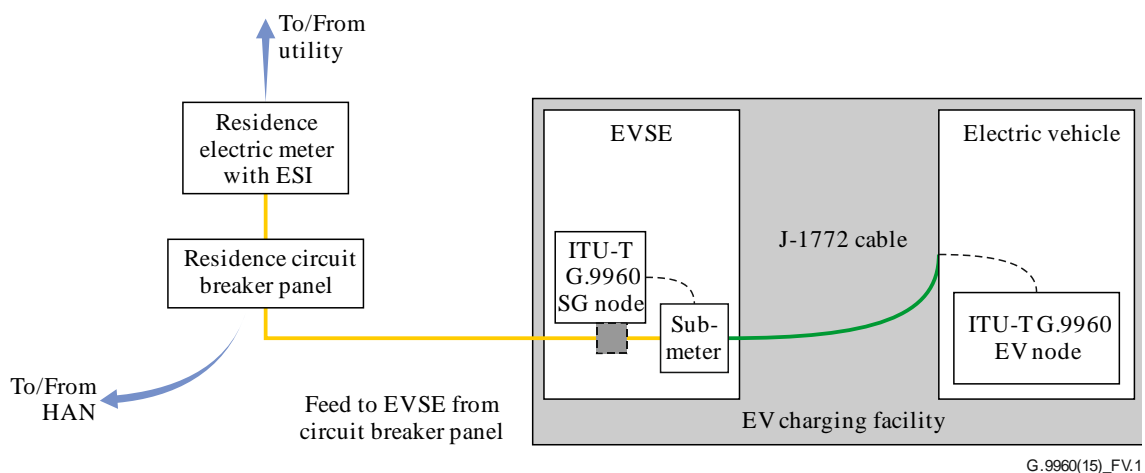 To/From
utility
Residence
electric meter
with ESI
Residence circuit
breaker panel
To/From
HAN
Feed to EVSE from
circuit breaker panel
EVSE
ITU-T
G.9960
SG node
Sub-
meter
J-1772 cable
Electric vehicle
ITU-T G.9960
EV node
EV charging facility
G.9960(15)_FV.1